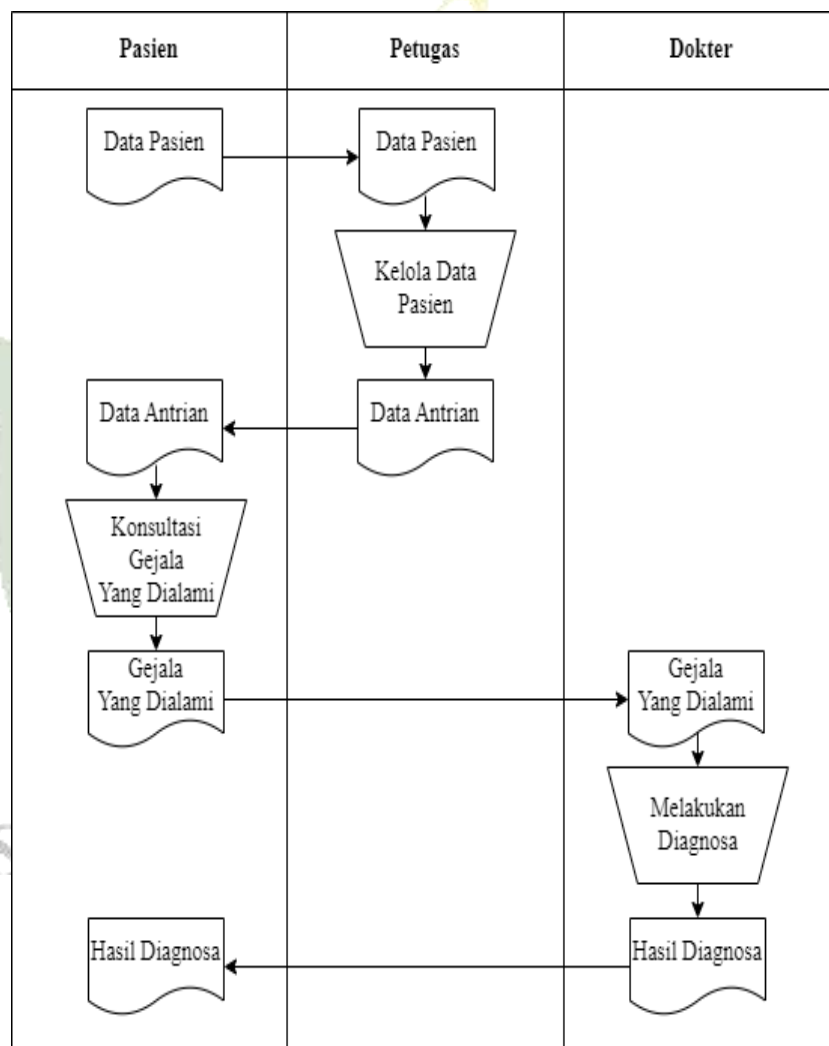 Pasien
Petugas
Dokter
Data Pasien
Data Pasien
Kelola Data
Pasien
Data Antrian
Data Antrian
Konsultasi
Gejala
Yang Dialami
Gejala
Yang Dialami
Gejala
Yang Dialami
Melakukan
Diagnosa
Hasil Diagnosa
Hasil Diagnosa